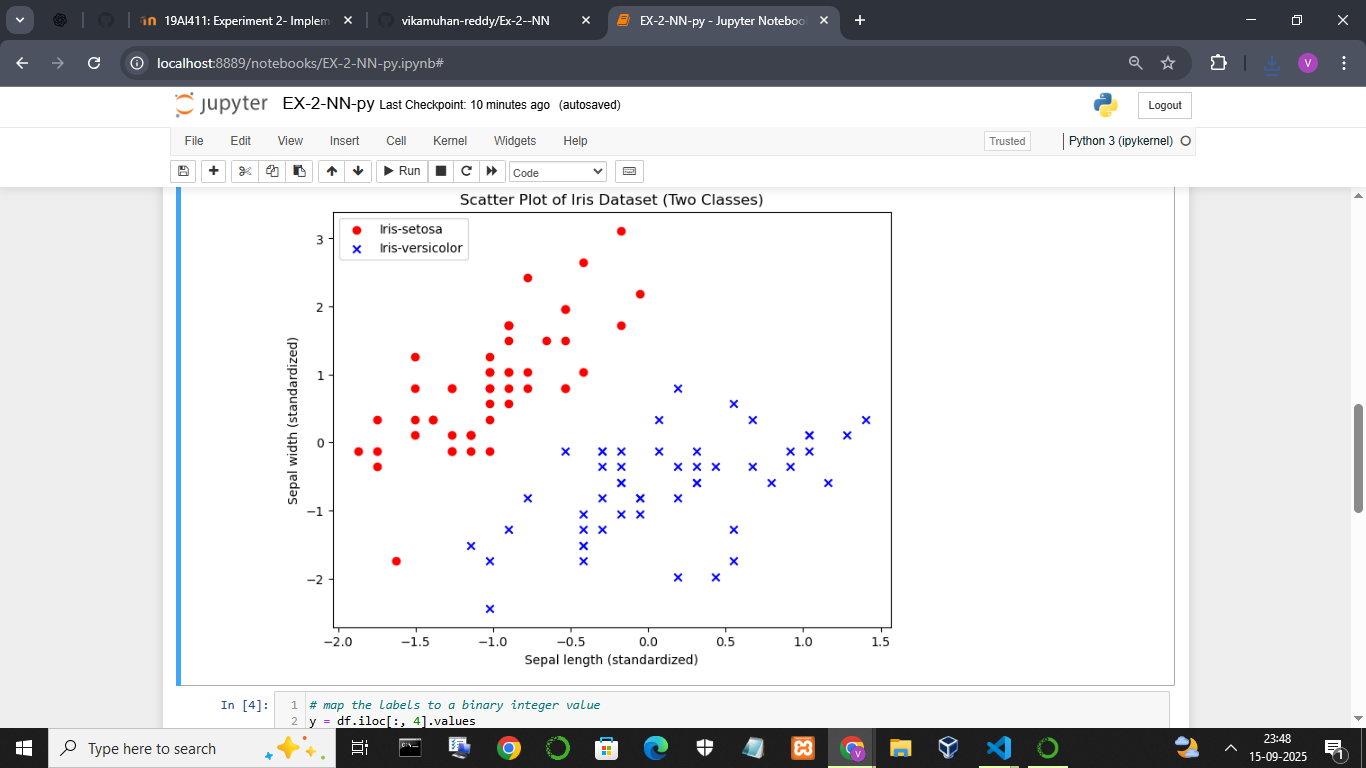 19AI411: Experiment 2- Implem
vikamuhan-reddy/Ex-2--NN
EX-2-NN-py - Jupyter Noteboo
localhost:8889/notebooks/EX-2-NN-py.ipynb#
V
jupyter EX-2-NN-py Last Checkpoint: 10 minutes ago (autosaved)
Logout
File Edit View Insert Cell Kernel Widgets Help
Trusted
Python 3 (ipykernel)
Run
Code
Scatter Plot of Iris Dataset (Two Classes)
Iris-setosa
Iris-versicolor
3
2
1
0
−1
−2
Sepal width (standardized)
−2.0 −1.5 −1.0 −0.5 0.0 0.5 1.0 1.5
Sepal length (standardized)
In [4]:
1 # map the labels to a binary integer value
2 y = df.iloc[:, 4].values
Type here to search
V
23:48
15-09-2025
1